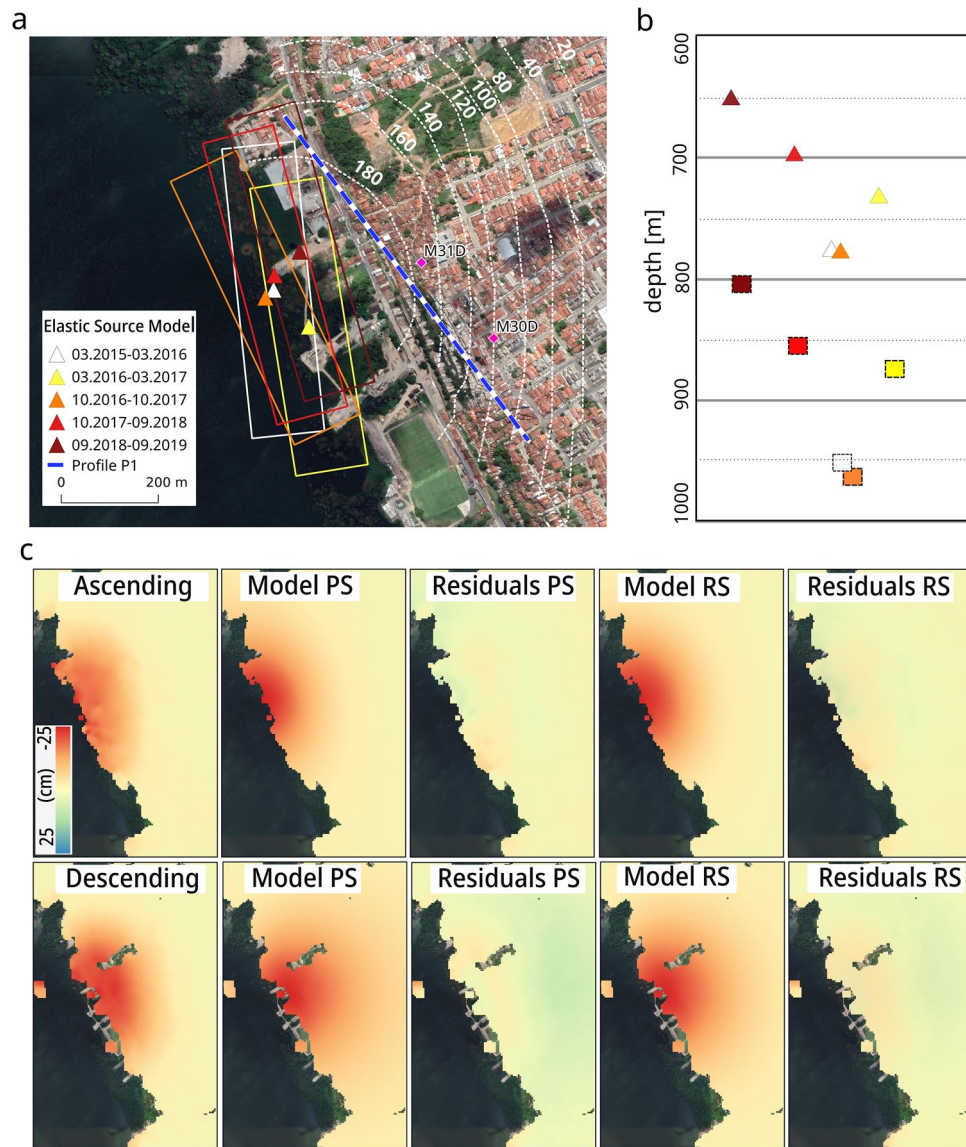 a
20
40
80
100
120
140
160
180
M31D
M30D
Elastic Source Model
03.2015-03.2016
03.2016-03.2017
10.2016-10.2017
10.2017-09.2018
09.2018-09.2019
Profile P1
0 200 m
b
depth [m]
600
700
800
900
1000
c
Ascending
Model PS
Residuals PS
Model RS
Residuals RS
-25
(cm)
25
Descending
Model PS
Residuals PS
Model RS
Residuals RS